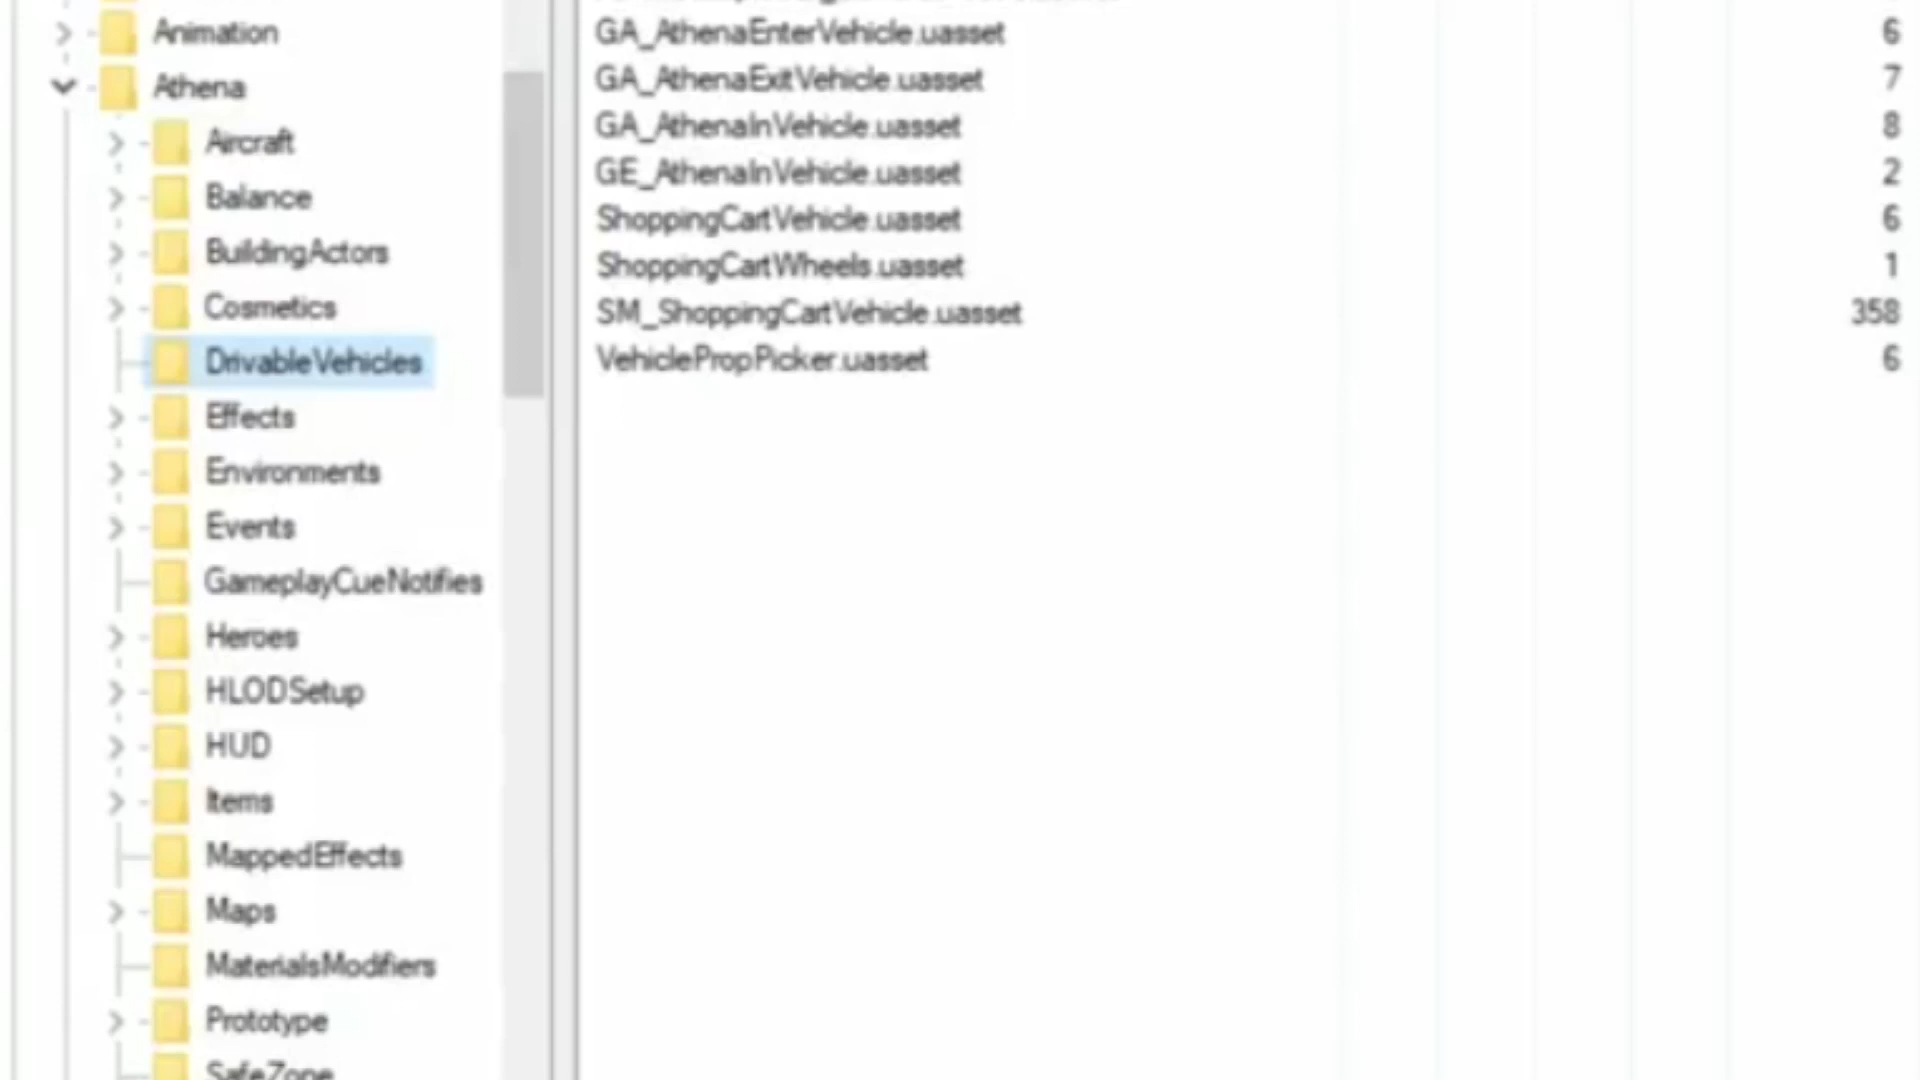 Animation
Athena
Aircraft
Balance
BuildingActors
Cosmetics
DrivableVehicles
Effects
Environments
Events
GameplayCueNotifies
Heroes
HLODSetup
HUD
Items
MappedEffects
Maps
MaterialsModifiers
Prototype
SafeZone
GA_AthenaEnterVehicle.uasset 6
GA_AthenaExitVehicle.uasset 7
GA_AthenaInVehicle.uasset 8
GE_AthenaInVehicle.uasset 2
ShoppingCartVehicle.uasset 6
ShoppingCartWheels.uasset 1
SM_ShoppingCartVehicle.uasset 358
VehiclePropPicker.uasset 6